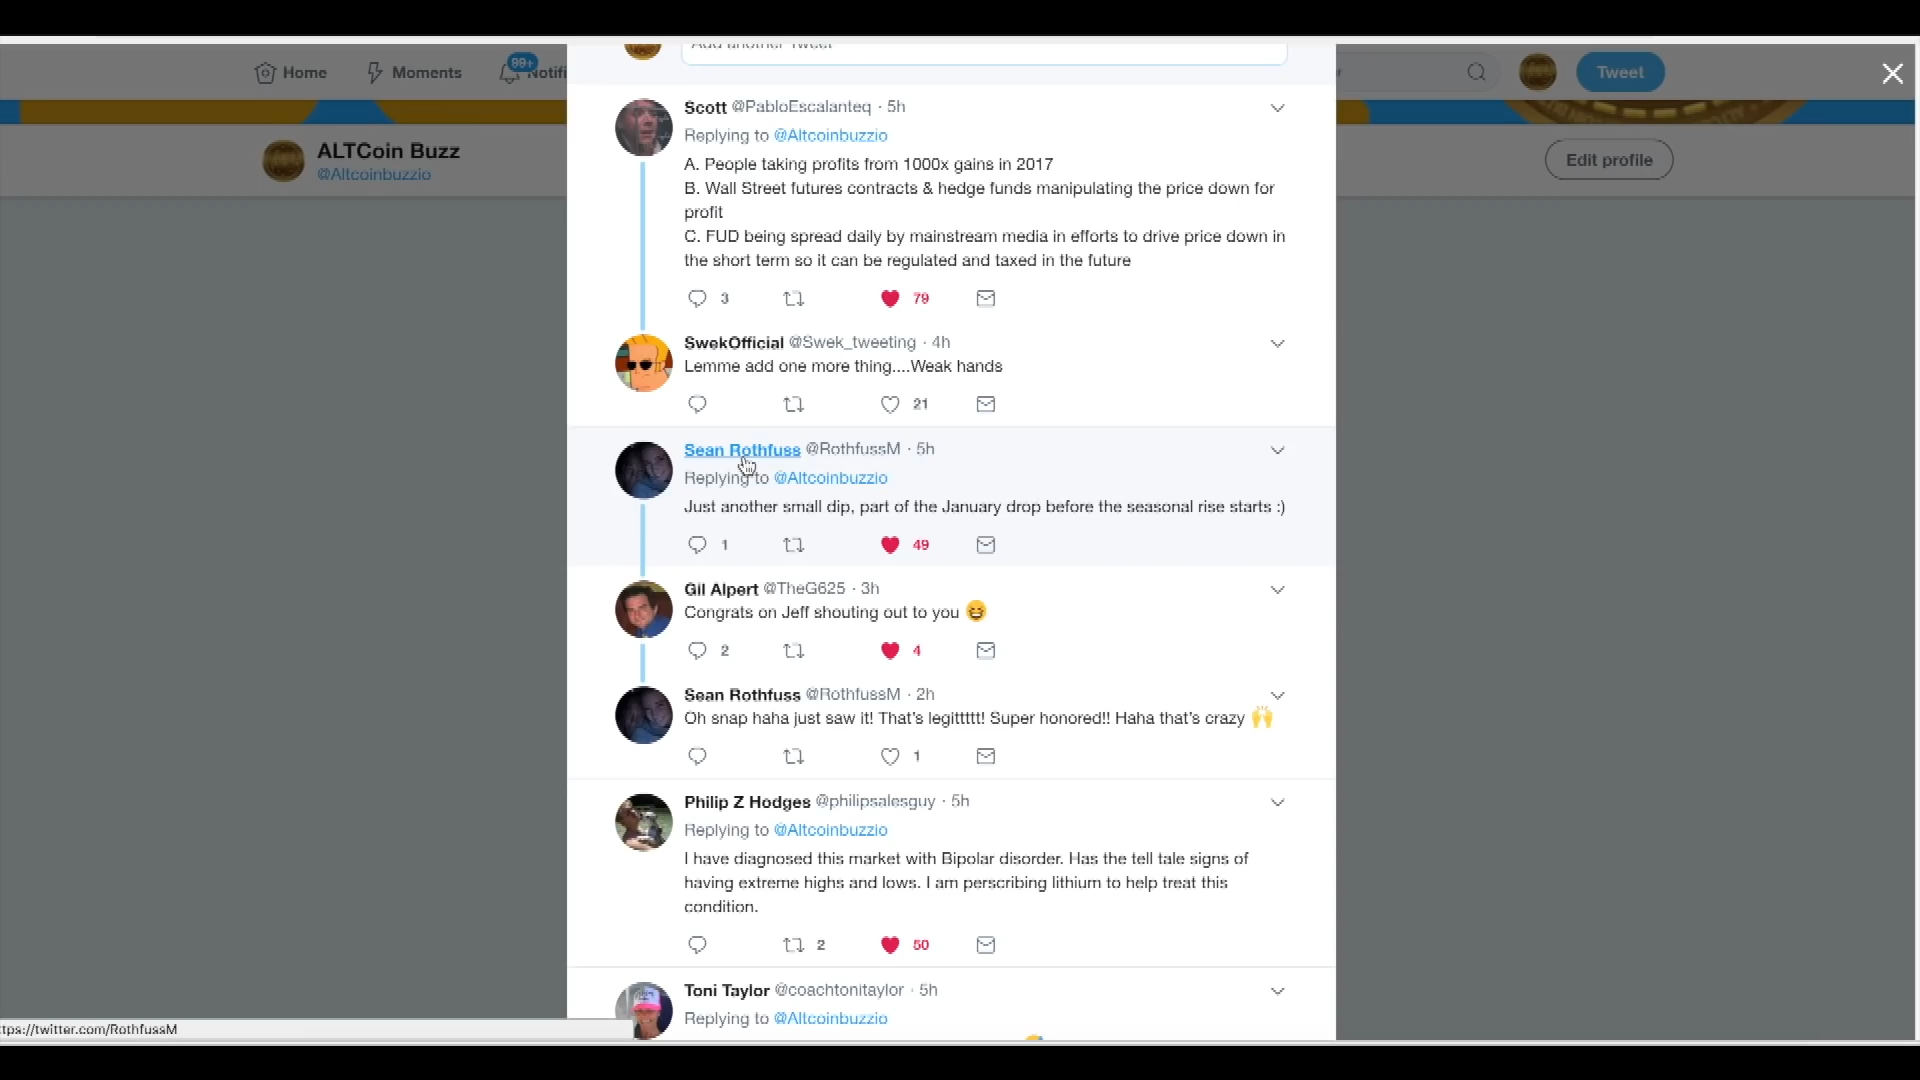 Add another Tweet
Home
Moments
99+
Notifi
Tweet
ALTCoin Buzz
@Altcoinbuzzio
Edit profile
Scott @PabloEscalanteq · 5h
Replying to @Altcoinbuzzio
A. People taking profits from 1000x gains in 2017
B. Wall Street futures contracts & hedge funds manipulating the price down for
profit
C. FUD being spread daily by mainstream media in efforts to drive price down in
the short term so it can be regulated and taxed in the future
3
79
SwekOfficial @Swek_tweeting · 4h
Lemme add one more thing....Weak hands
21
Sean Rothfuss @RothfussM · 5h
Replying to @Altcoinbuzzio
Just another small dip, part of the January drop before the seasonal rise starts :)
1
49
Gil Alpert @TheG625 · 3h
Congrats on Jeff shouting out to you 😆
2
4
Sean Rothfuss @RothfussM · 2h
Oh snap haha just saw it! That's legittttt! Super honored!! Haha that's crazy 🙌
1
Philip Z Hodges @philipsalesguy · 5h
Replying to @Altcoinbuzzio
I have diagnosed this market with Bipolar disorder. Has the tell tale signs of
having extreme highs and lows. I am perscribing lithium to help treat this
condition.
2
50
Toni Taylor @coachtonitaylor · 5h
Replying to @Altcoinbuzzio
ttps://twitter.com/RothfussM